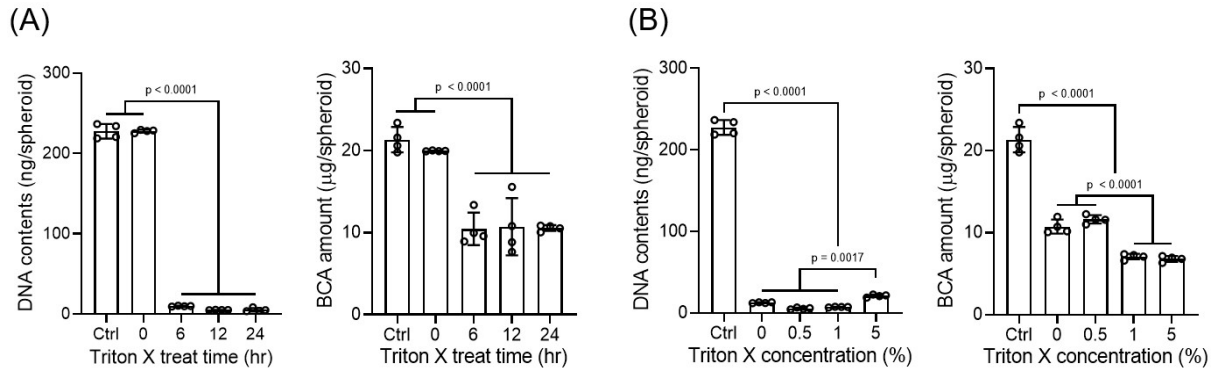 (A)
DNA contents (ng/spheroid)
300
200
100
0
p < 0.0001
Ctrl 0 6 12 24
Triton X treat time (hr)
BCA amount (μg/spheroid)
30
20
10
0
p < 0.0001
Ctrl 0 6 12 24
Triton X treat time (hr)
(B)
DNA contents (ng/spheroid)
300
200
100
0
p < 0.0001
p = 0.0017
Ctrl 0 0.5 1 5
Triton X concentration (%)
BCA amount (μg/spheroid)
30
20
10
0
p < 0.0001
p < 0.0001
Ctrl 0 0.5 1 5
Triton X concentration (%)